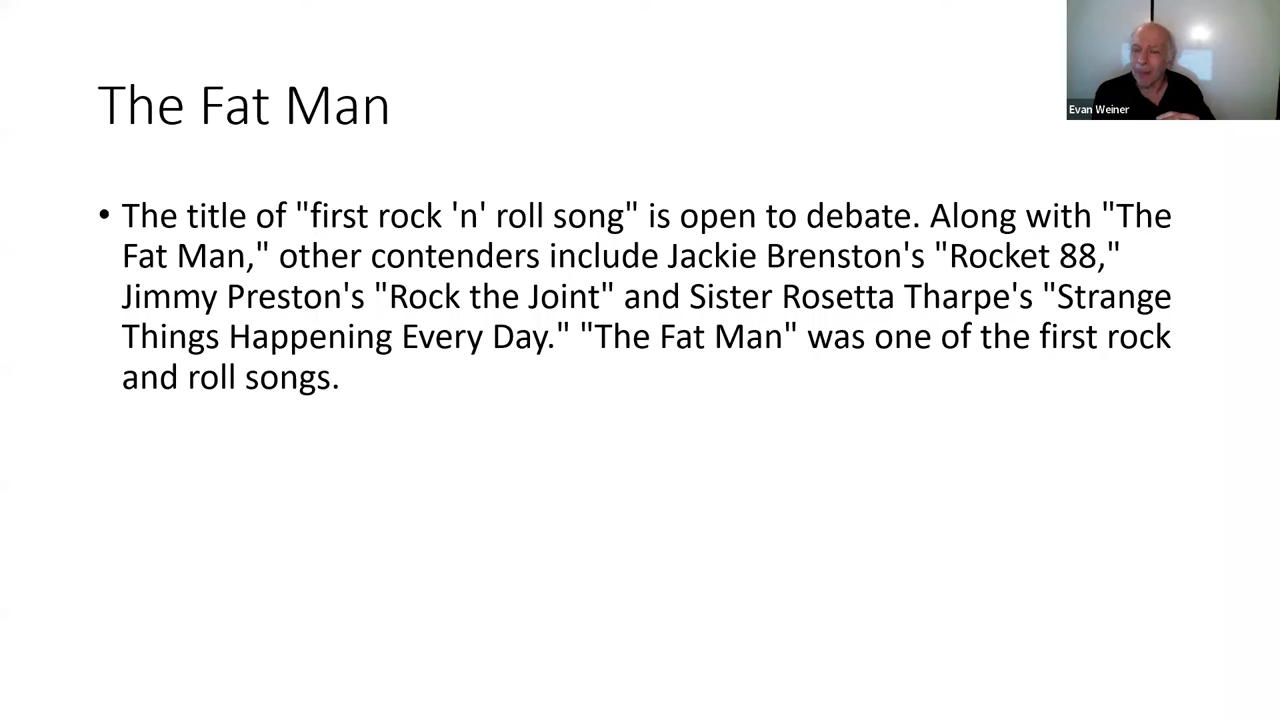 The Fat Man
Evan Weiner
• The title of "first rock 'n' roll song" is open to debate. Along with "The
Fat Man," other contenders include Jackie Brenston's "Rocket 88,"
Jimmy Preston's "Rock the Joint" and Sister Rosetta Tharpe's "Strange
Things Happening Every Day." "The Fat Man" was one of the first rock
and roll songs.